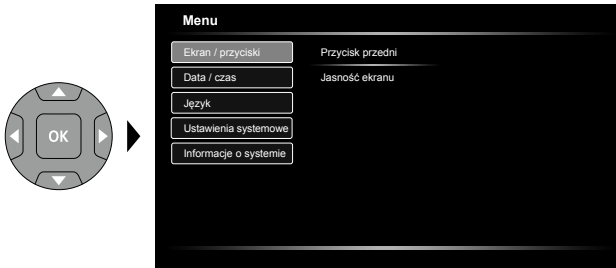 Menu
Ekran / przyciski
Przycisk przedni
Data / czas
Jasność ekranu
Język
OK
Ustawienia systemowe
Informacje o systemie